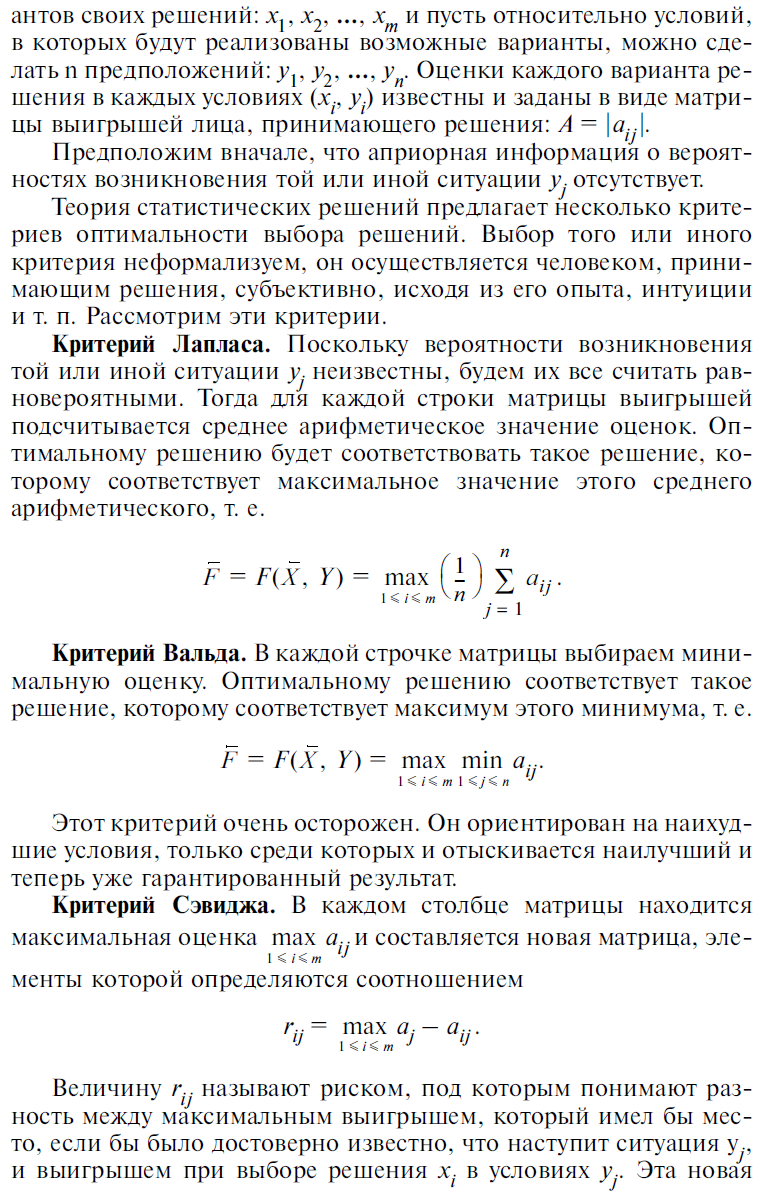 антов своих решений: x₁, x₂, ..., xₘ и пусть относительно условий,
в которых будут реализованы возможные варианты, можно сде-
лать n предположений: y₁, y₂, ..., yₙ. Оценки каждого варианта ре-
шения в каждых условиях (xᵢ, yᵢ) известны и заданы в виде матри-
цы выигрышей лица, принимающего решения: A = |aᵢⱼ|.
Предположим вначале, что априорная информация о вероят-
ностях возникновения той или иной ситуации yⱼ отсутствует.
Теория статистических решений предлагает несколько крите-
риев оптимальности выбора решений. Выбор того или иного
критерия неформализуем, он осуществляется человеком, прини-
мающим решения, субъективно, исходя из его опыта, интуиции
и т. п. Рассмотрим эти критерии.
Критерий Лапласа. Поскольку вероятности возникновения
той или иной ситуации yⱼ неизвестны, будем их все считать рав-
новероятными. Тогда для каждой строки матрицы выигрышей
подсчитывается среднее арифметическое значение оценок. Оп-
тимальному решению будет соответствовать такое решение, ко-
торому соответствует максимальное значение этого среднего
арифметического, т. е.
F̄ = F(X̄, Y) = max 1⩽i⩽m (1/n) ∑ j = 1 n aᵢⱼ.
Критерий Вальда. В каждой строчке матрицы выбираем мини-
мальную оценку. Оптимальному решению соответствует такое
решение, которому соответствует максимум этого минимума, т. е.
F̄ = F(X̄, Y) = max 1⩽i⩽m min 1⩽j⩽n aᵢⱼ.
Этот критерий очень осторожен. Он ориентирован на наихуд-
шие условия, только среди которых и отыскивается наилучший и
теперь уже гарантированный результат.
Критерий Сэвиджа. В каждом столбце матрицы находится
максимальная оценка max 1⩽i⩽m aᵢⱼ и составляется новая матрица, эле-
менты которой определяются соотношением
rᵢⱼ = max 1⩽i⩽m aⱼ − aᵢⱼ.
Величину rᵢⱼ называют риском, под которым понимают раз-
ность между максимальным выигрышем, который имел бы мес-
то, если бы было достоверно известно, что наступит ситуация yⱼ,
и выигрышем при выборе решения xᵢ в условиях yⱼ. Эта новая